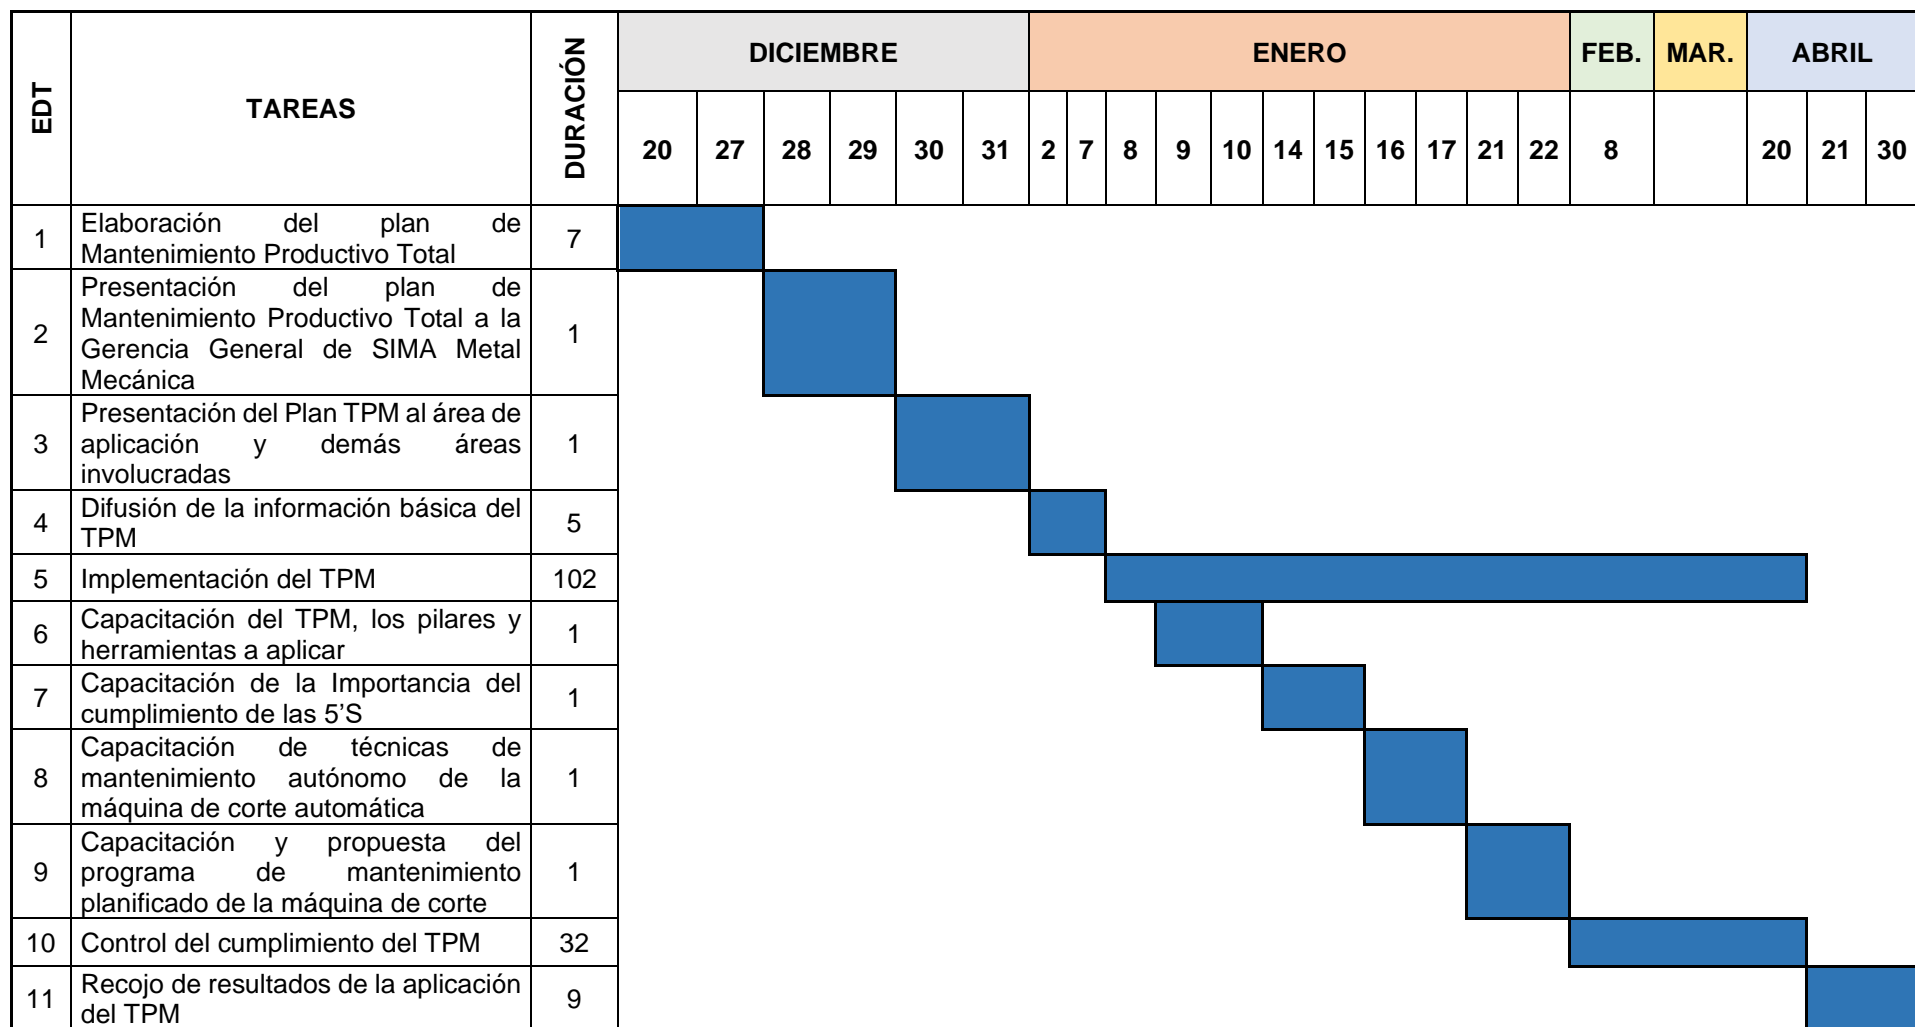 EDT
TAREAS
DURACIÓN
DICIEMBRE
ENERO
FEB.
MAR.
ABRIL
20 27 28 29 30 31 2 7 8 9 10 14 15 16 17 21 22 8 20 21 30
1
Elaboración del plan de
Mantenimiento Productivo Total
7
2
Presentación del plan de
Mantenimiento Productivo Total a la
Gerencia General de SIMA Metal
Mecánica
1
3
Presentación del Plan TPM al área de
aplicación y demás áreas
involucradas
1
4
Difusión de la información básica del
TPM
5
5
Implementación del TPM
102
6
Capacitación del TPM, los pilares y
herramientas a aplicar
1
7
Capacitación de la Importancia del
cumplimiento de las 5’S
1
8
Capacitación de técnicas de
mantenimiento autónomo de la
máquina de corte automática
1
9
Capacitación y propuesta del
programa de mantenimiento
planificado de la máquina de corte
1
10
Control del cumplimiento del TPM
32
11
Recojo de resultados de la aplicación
del TPM
9